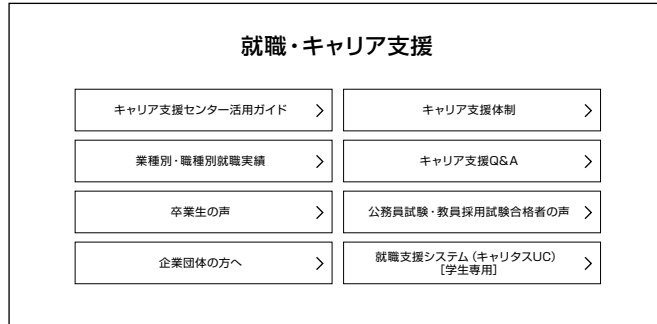 就職・キャリア支援
キャリア支援センター活用ガイド
キャリア支援体制
業種別・職種別就職実績
キャリア支援Q&A
卒業生の声
公務員試験・教員採用試験合格者の声
企業団体の方へ
就職支援システム（キャリタスUC）
[学生専用]